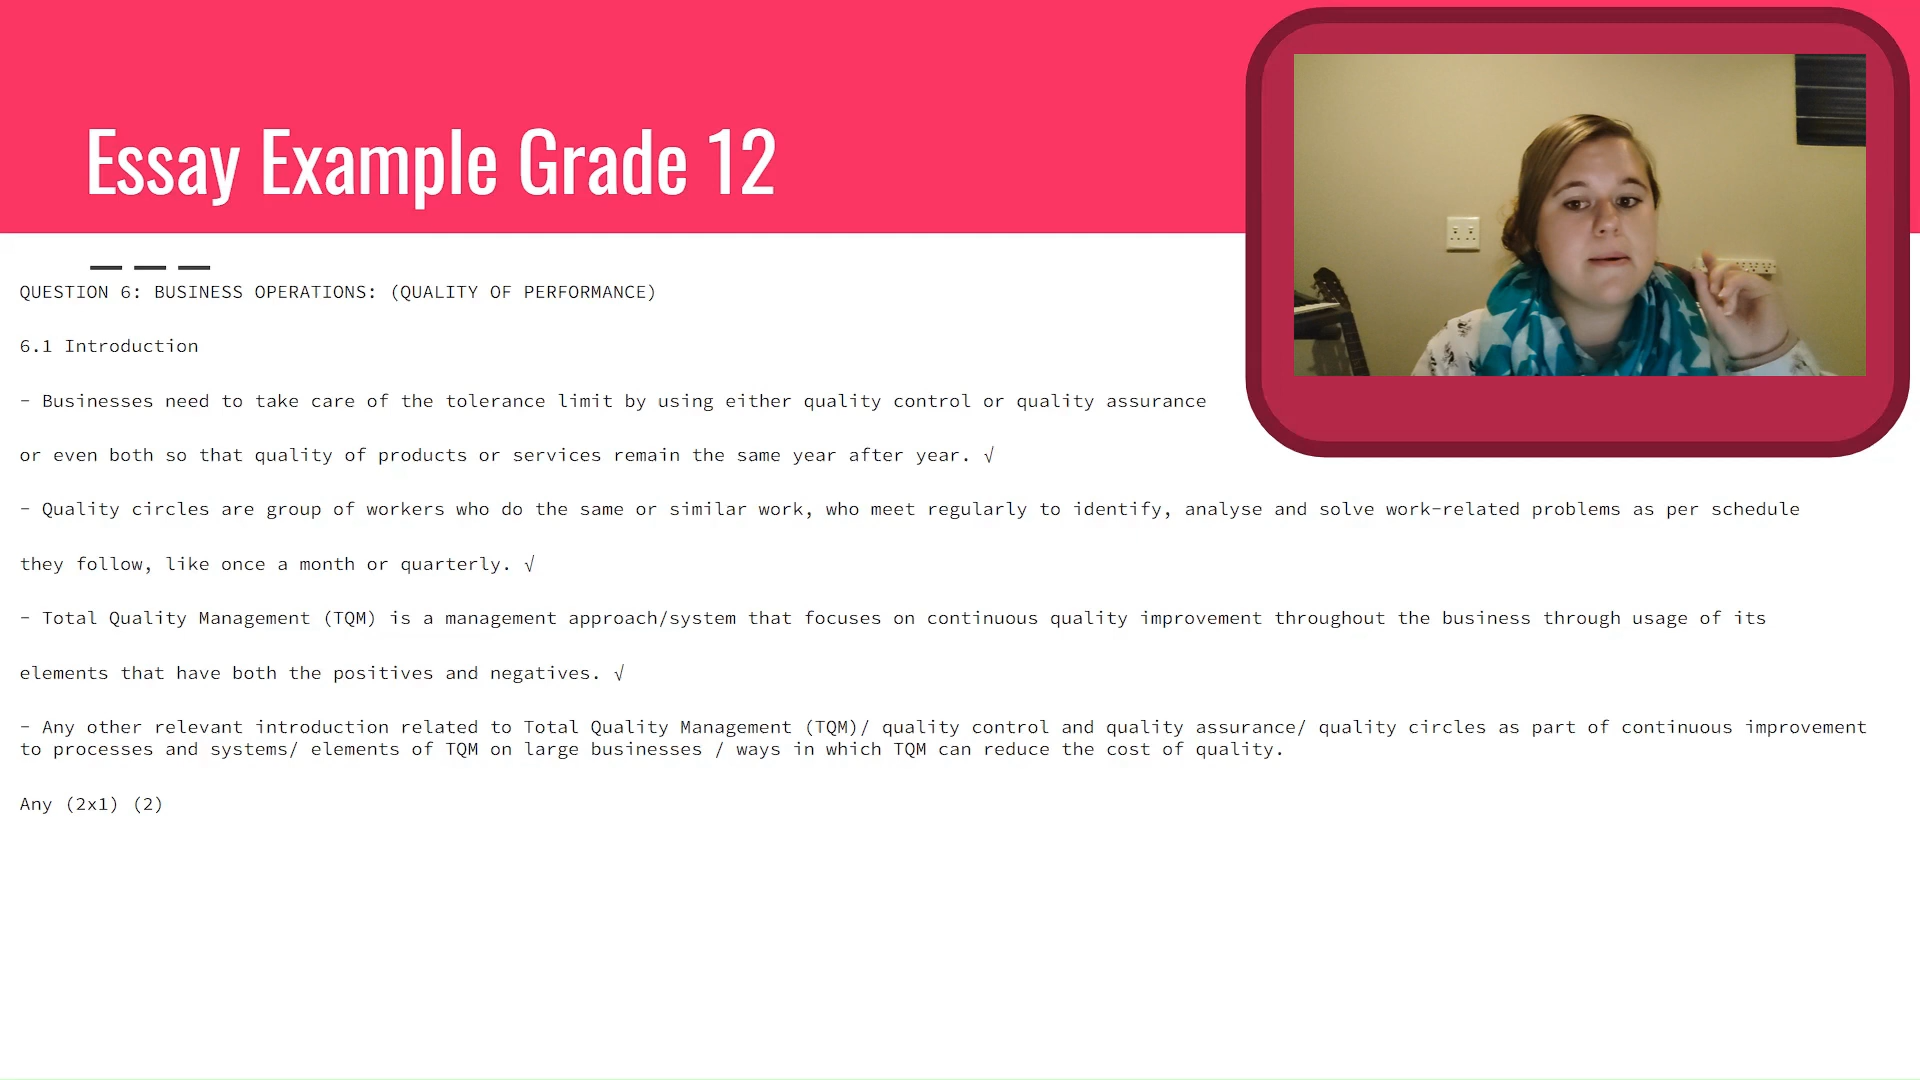 Essay Example Grade 12
QUESTION 6: BUSINESS OPERATIONS: (QUALITY OF PERFORMANCE)
6.1 Introduction
- Businesses need to take care of the tolerance limit by using either quality control or quality assurance
or even both so that quality of products or services remain the same year after year. √
- Quality circles are group of workers who do the same or similar work, who meet regularly to identify, analyse and solve work-related problems as per schedule
they follow, like once a month or quarterly. √
- Total Quality Management (TQM) is a management approach/system that focuses on continuous quality improvement throughout the business through usage of its
elements that have both the positives and negatives. √
- Any other relevant introduction related to Total Quality Management (TQM)/ quality control and quality assurance/ quality circles as part of continuous improvement
to processes and systems/ elements of TQM on large businesses / ways in which TQM can reduce the cost of quality.
Any (2x1) (2)